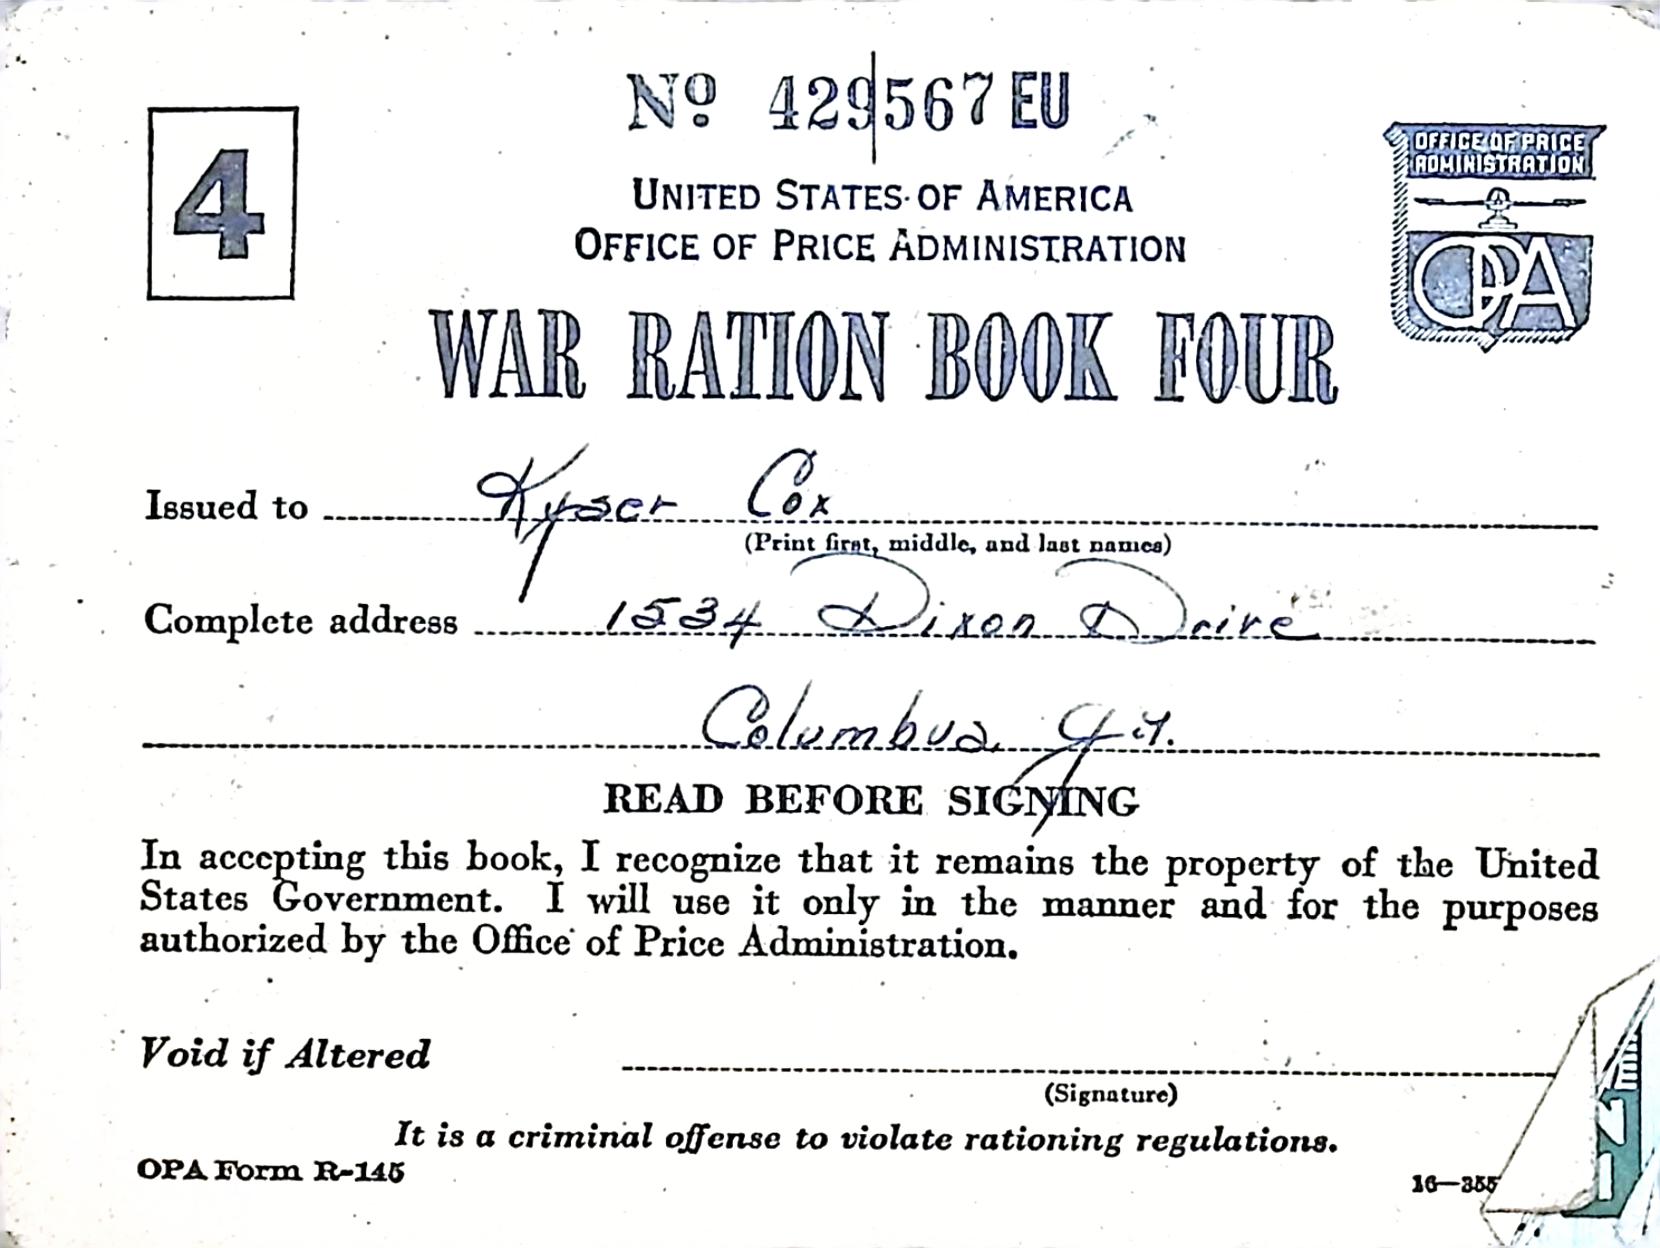 No 429567 EU
4
OFFICE OF PRICE
ADMINISTRATION
OPA
UNITED STATES OF AMERICA
OFFICE OF PRICE ADMINISTRATION
WAR RATION BOOK FOUR
Issued to Kyser Cox
(Print first, middle, and last names)
Complete address 1534 Dixon Drive
Columbus,
READ BEFORE SIGNING
In accepting this book, I recognize that it remains the property of the United
States Government. I will use it only in the manner and for the purposes
authorized by the Office of Price Administration.
Void if Altered
(Signature)
It is a criminal offense to violate rationing regulations.
OPA Form R-145
16—355